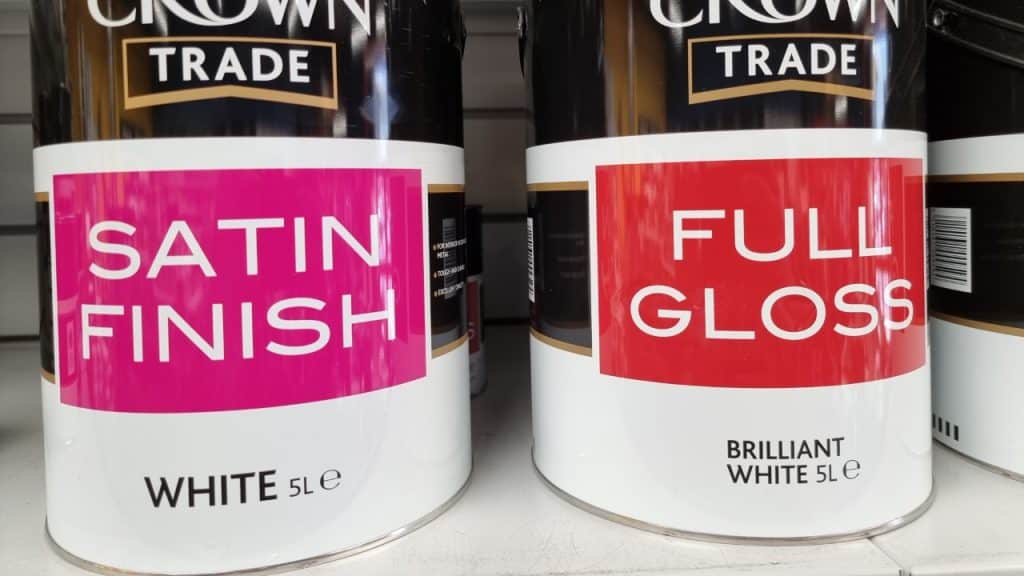 CROWN
TRADE
SATIN
FINISH
WHITE 5L e
CROWN
TRADE
FULL
GLOSS
BRILLIANT
WHITE 5L e